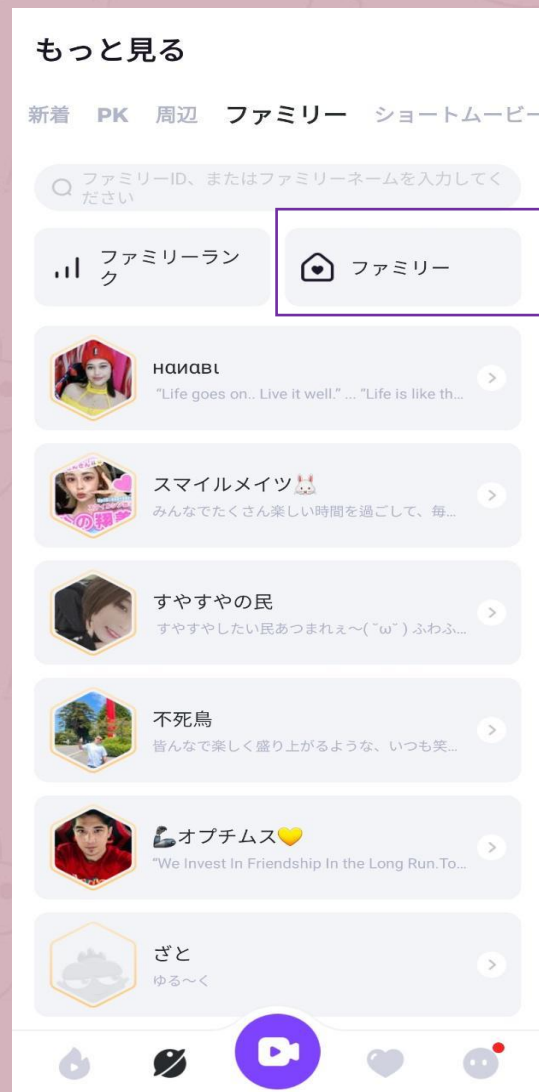 もっと見る
新着 PK 周辺 ファミリー ショートムービー
ファミリーID、またはファミリーネームを入力してく
ださい
ファミリーラン
ク
ファミリー
нαиαвι
"Life goes on.. Live it well." ... "Life is like th...
スマイルメイツ🐰
みんなでたくさん楽しい時間を過ごして、毎...
すやすやの民
すやすやしたい民あつまれぇ〜( ˘ω˘ ) ふわふ...
不死鳥
皆んなで楽しく盛り上がるような、いつも笑...
🦾オプチムス💛
"We Invest In Friendship In the Long Run.To...
ざと
ゆる〜く